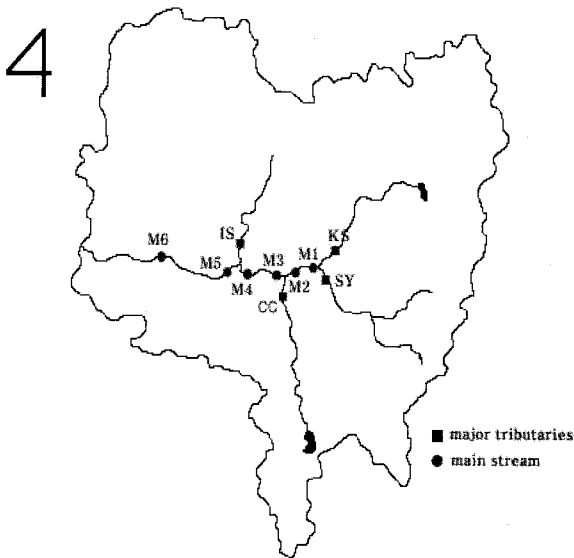 4
IS
KS
M6
M5
M4
M3
M2
M1
SY
CC
major tributaries
main stream